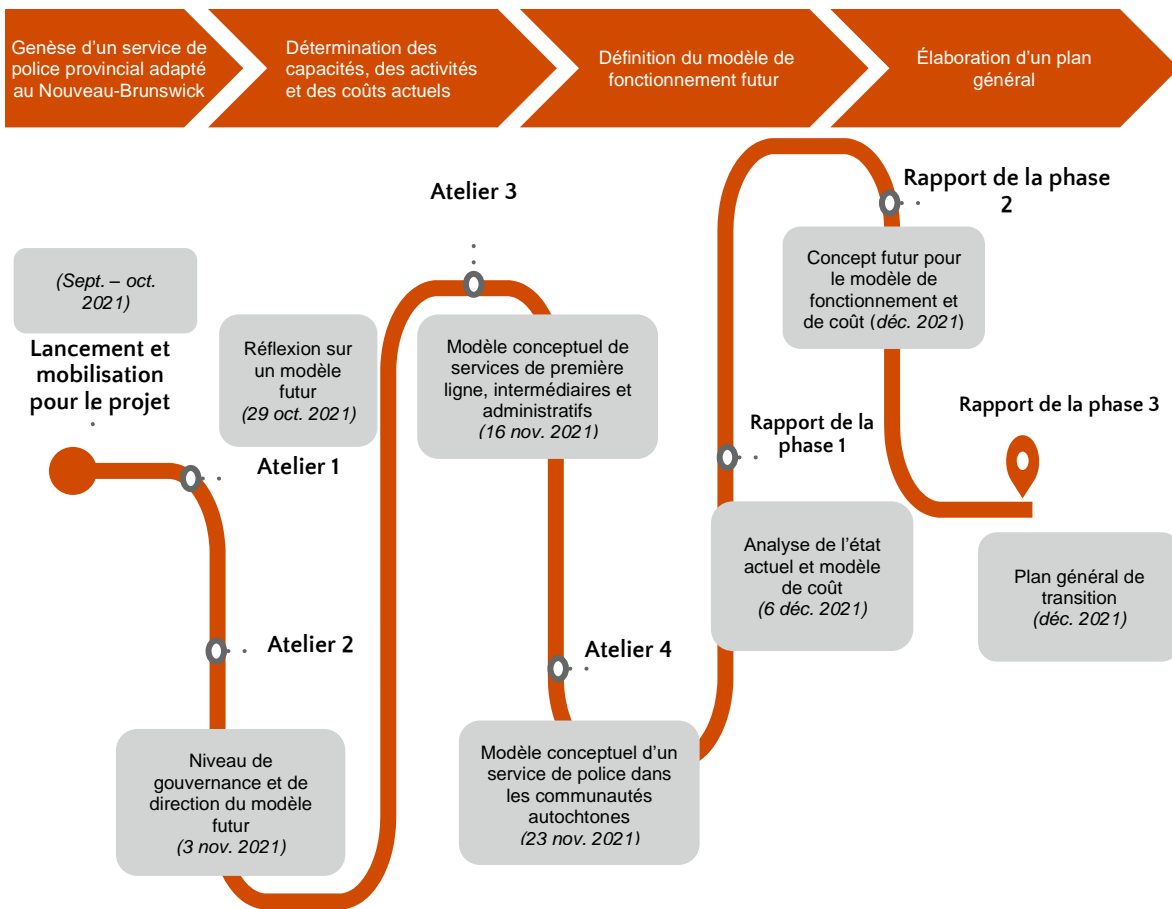 Genèse d’un service de
police provincial adapté
au Nouveau-Brunswick
Détermination des
capacités, des activités
et des coûts actuels
Définition du modèle de
fonctionnement futur
Élaboration d’un plan
général
(Sept. – oct.
2021)
Lancement et
mobilisation
pour le projet
Réflexion sur
un modèle
futur
(29 oct. 2021)
Atelier 1
Atelier 2
Niveau de
gouvernance et de
direction du modèle
futur
(3 nov. 2021)
Atelier 3
Modèle conceptuel de
services de première
ligne, intermédiaires et
administratifs
(16 nov. 2021)
Atelier 4
Modèle conceptuel d’un
service de police dans
les communautés
autochtones
(23 nov. 2021)
Rapport de la
phase 1
Analyse de l’état
actuel et modèle
de coût
(6 déc. 2021)
Rapport de la phase
2
Concept futur pour
le modèle de
fonctionnement et
de coût (déc. 2021)
Rapport de la phase 3
Plan général de
transition
(déc. 2021)